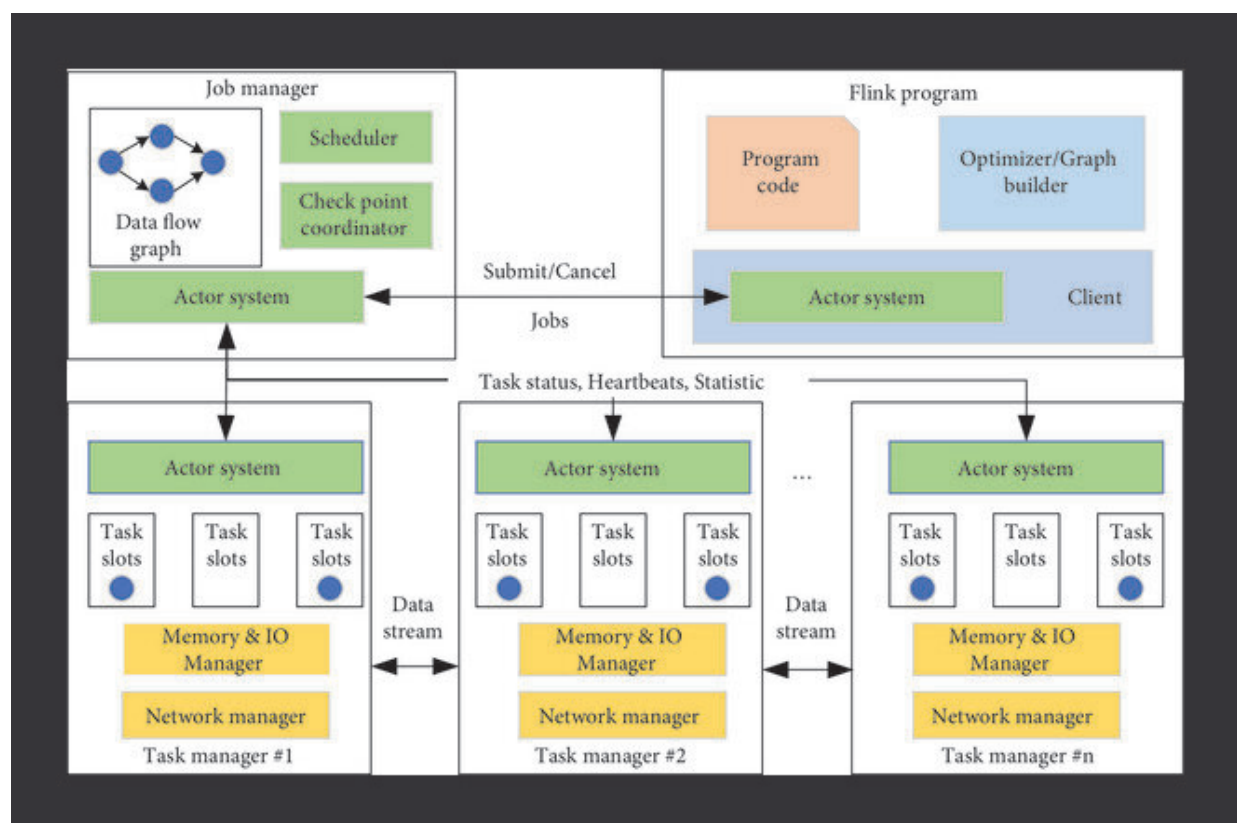 Job manager
Data flow
graph
Scheduler
Check point
coordinator
Actor system
Submit/Cancel
Jobs
Flink program
Program
code
Optimizer/Graph
builder
Actor system
Client
Task status, Heartbeats, Statistic
Actor system
Task
slots
Task
slots
Task
slots
Memory & IO
Manager
Network manager
Task manager #1
Data
stream
Actor system
Task
slots
Task
slots
Task
slots
Memory & IO
Manager
Network manager
Task manager #2
...
Data
stream
Actor system
Task
slots
Task
slots
Task
slots
Memory & IO
Manager
Network manager
Task manager #n